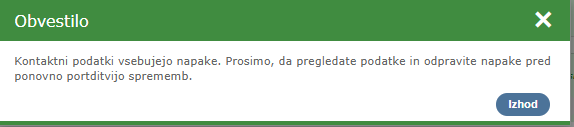 Obvestilo
Kontaktni podatki vsebujejo napake. Prosimo, da pregledate podatke in odpravite napake pred
ponovno portditvijo sprememb.
Izhod